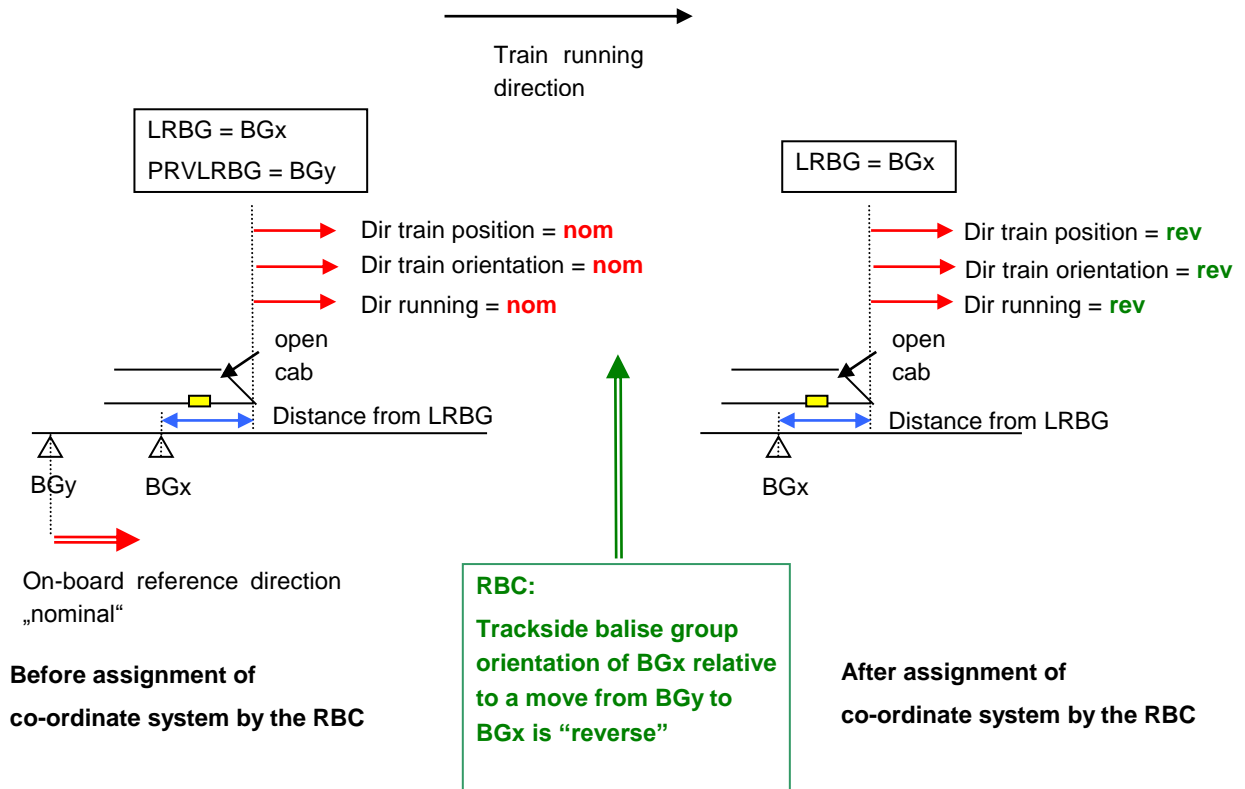 Train running
direction
LRBG = BGx
PRVLRBG = BGy
Dir train position = nom
Dir train orientation = nom
Dir running = nom
open
cab
Distance from LRBG
BGy
BGx
On-board reference direction
„nominal“
Before assignment of
co-ordinate system by the RBC
RBC:
Trackside balise group
orientation of BGx relative
to a move from BGy to
BGx is “reverse”
LRBG = BGx
Dir train position = rev
Dir train orientation = rev
Dir running = rev
open
cab
Distance from LRBG
BGx
After assignment of
co-ordinate system by the RBC